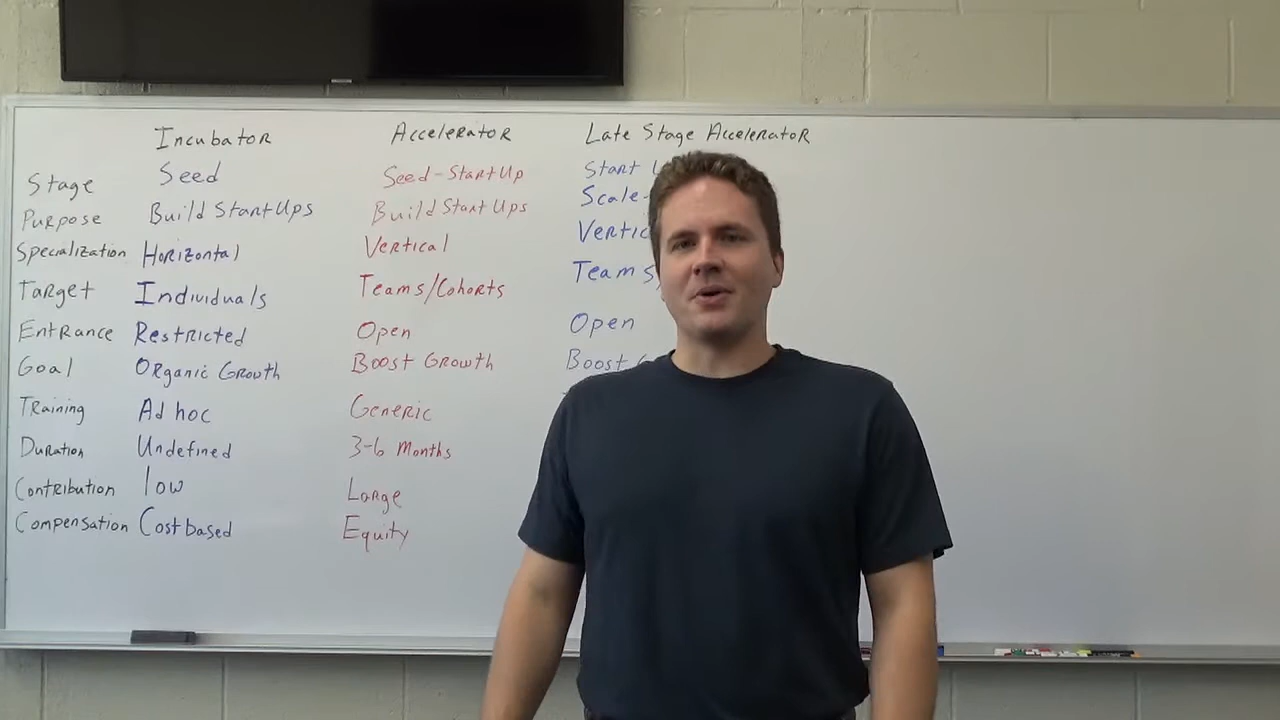 Incubator Accelerator Late Stage Accelerator
Stage Seed Seed-StartUp Start
Scale-
Purpose Build StartUps Build StartUps
Specialization Horizontal Vertical
Target Individuals Teams/Cohorts Teams
Entrance Restricted Open Open
Goal Organic Growth Boost Growth Boost
Training Ad hoc Generic
Duration Undefined 3-6 Months
Contribution low Large
Compensation Cost based Equity